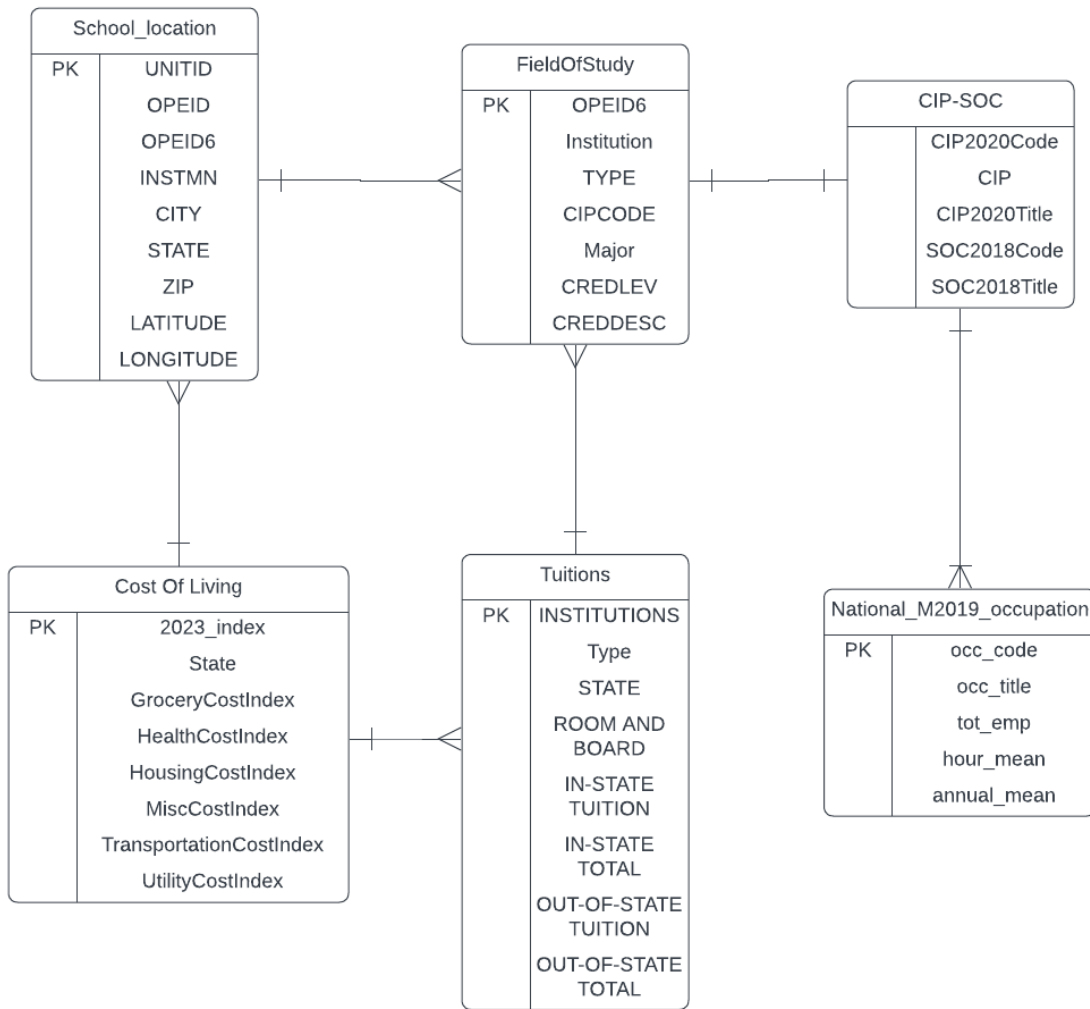 School_location
PK UNITID
OPEID
OPEID6
INSTMN
CITY
STATE
ZIP
LATITUDE
LONGITUDE
FieldOfStudy
PK OPEID6
Institution
TYPE
CIPCODE
Major
CREDLEV
CREDDESC
CIP-SOC
CIP2020Code
CIP
CIP2020Title
SOC2018Code
SOC2018Title
Cost Of Living
PK 2023_index
State
GroceryCostIndex
HealthCostIndex
HousingCostIndex
MiscCostIndex
TransportationCostIndex
UtilityCostIndex
Tuitions
PK INSTITUTIONS
Type
STATE
ROOM AND
BOARD
IN-STATE
TUITION
IN-STATE
TOTAL
OUT-OF-STATE
TUITION
OUT-OF-STATE
TOTAL
National_M2019_occupation
PK occ_code
occ_title
tot_emp
hour_mean
annual_mean